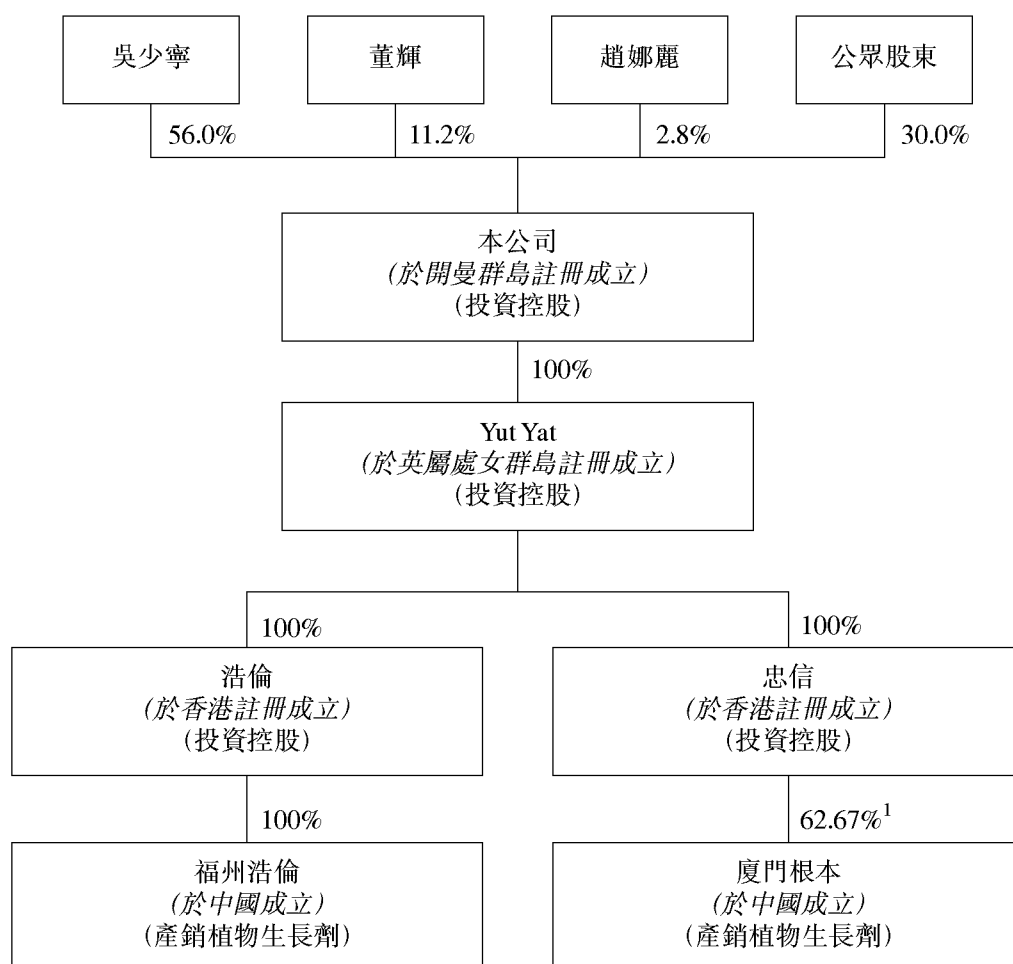 吳少寧
董輝
趙娜麗
公眾股東
56.0%
11.2%
2.8%
30.0%
本公司
(於開曼群島註冊成立)
(投資控股)
100%
Yut Yat
(於英屬處女群島註冊成立)
(投資控股)
100%
100%
浩倫
(於香港註冊成立)
(投資控股)
忠信
(於香港註冊成立)
(投資控股)
100%
62.67%¹
福州浩倫
(於中國成立)
(產銷植物生長劑)
廈門根本
(於中國成立)
(產銷植物生長劑)